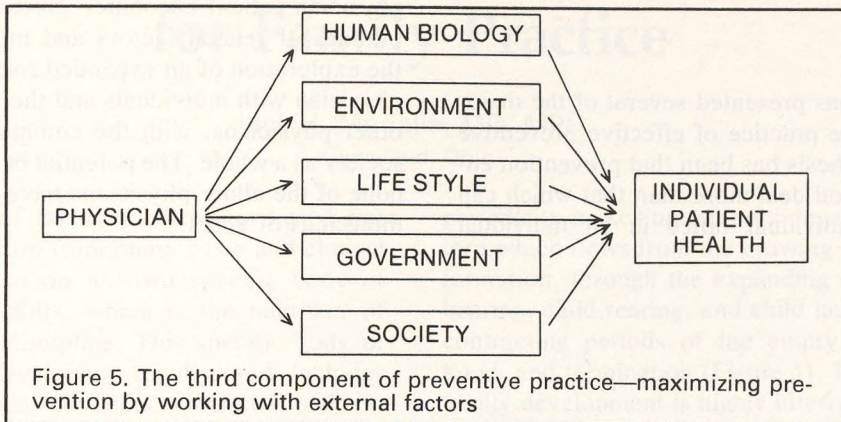 HUMAN BIOLOGY
ENVIRONMENT
LIFE STYLE
PHYSICIAN
GOVERNMENT
SOCIETY
INDIVIDUAL
PATIENT
HEALTH
Figure 5. The third component of preventive practice—maximizing pre-
vention by working with external factors